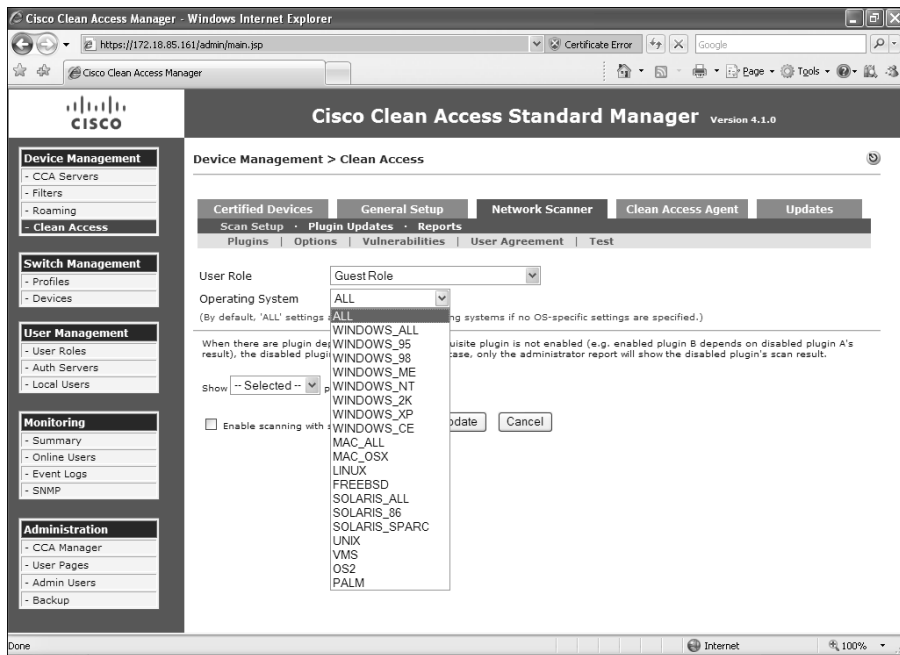 Cisco Clean Access Manager - Windows Internet Explorer
https://172.18.85.161/admin/main.jsp
Certificate Error
Google
Cisco Clean Access Manager
Page
Tools
CISCO
Cisco Clean Access Standard Manager Version 4.1.0
Device Management
- CCA Servers
- Filters
- Roaming
- Clean Access
Switch Management
- Profiles
- Devices
User Management
- User Roles
- Auth Servers
- Local Users
Monitoring
- Summary
- Online Users
- Event Logs
- SNMP
Administration
- CCA Manager
- User Pages
- Admin Users
- Backup
Device Management > Clean Access
Certified Devices
General Setup
Network Scanner
Clean Access Agent
Updates
Scan Setup · Plugin Updates · Reports
Plugins | Options | Vulnerabilities | User Agreement | Test
User Role
Guest Role
Operating System
ALL
(By default, 'ALL' settings ng systems if no OS-specific settings are specified.)
When there are plugin de uisite plugin is not enabled (e.g. enabled plugin B depends on disabled plugin A's
result), the disabled plugi case, only the administrator report will show the disabled plugin's scan result.
Show -- Selected -- p
Enable scanning with pdate Cancel
ALL
WINDOWS_ALL
WINDOWS_95
WINDOWS_98
WINDOWS_ME
WINDOWS_NT
WINDOWS_2K
WINDOWS_XP
WINDOWS_CE
MAC_ALL
MAC_OSX
LINUX
FREEBSD
SOLARIS_ALL
SOLARIS_86
SOLARIS_SPARC
UNIX
VMS
OS2
PALM
Done
Internet
100%